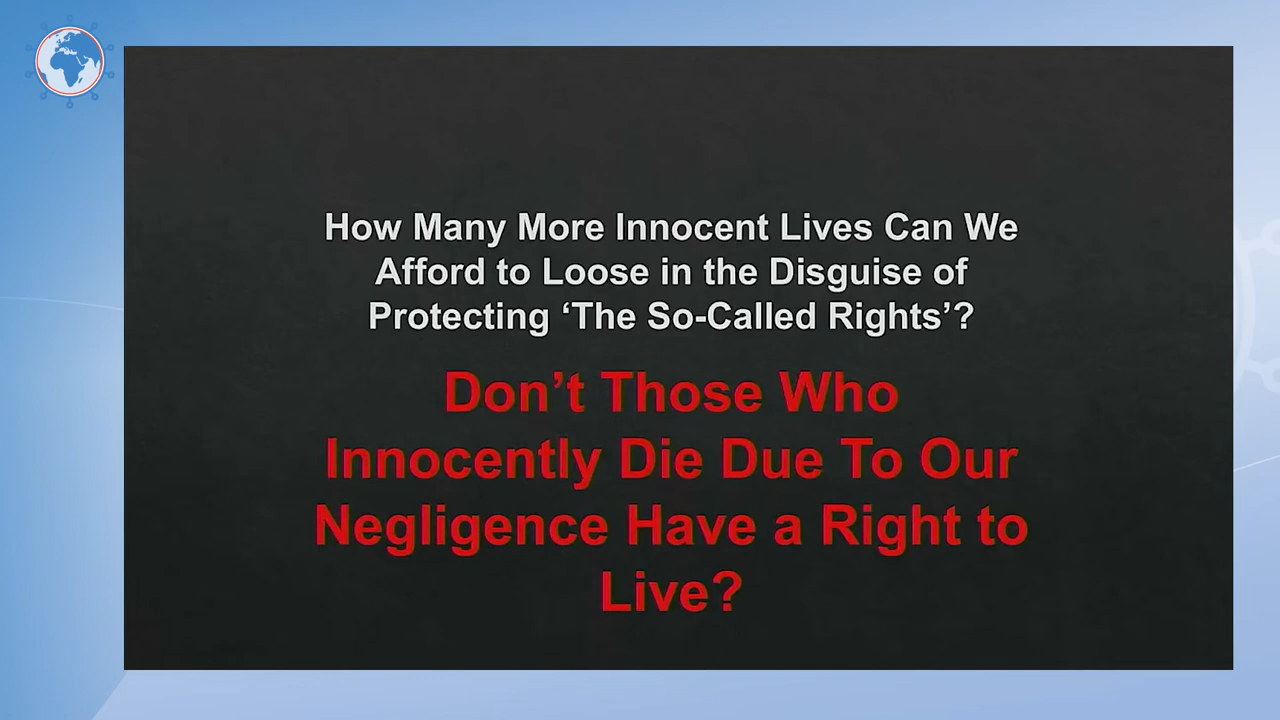 How Many More Innocent Lives Can We
Afford to Loose in the Disguise of
Protecting ‘The So-Called Rights’?
Don’t Those Who
Innocently Die Due To Our
Negligence Have a Right to
Live?